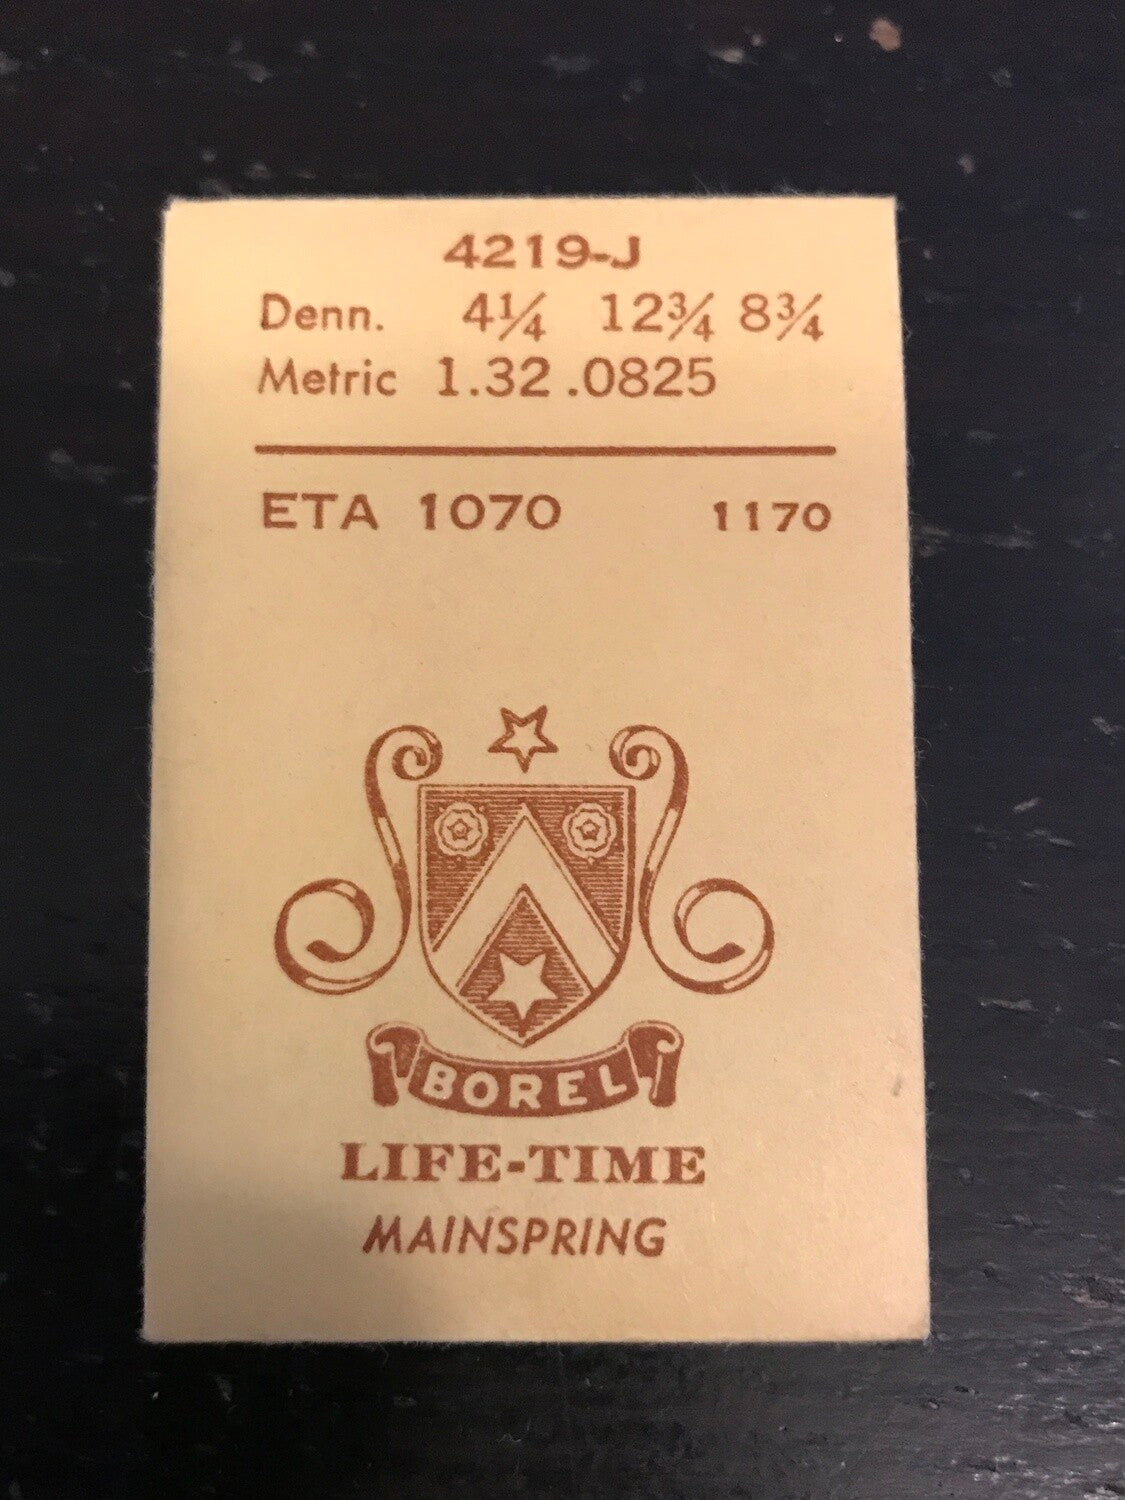 4219-J
Denn. 4¼ 12¾ 8¾
Metric 1.32 .0825
ETA 1070 1170
BOREL
LIFE-TIME
MAINSPRING